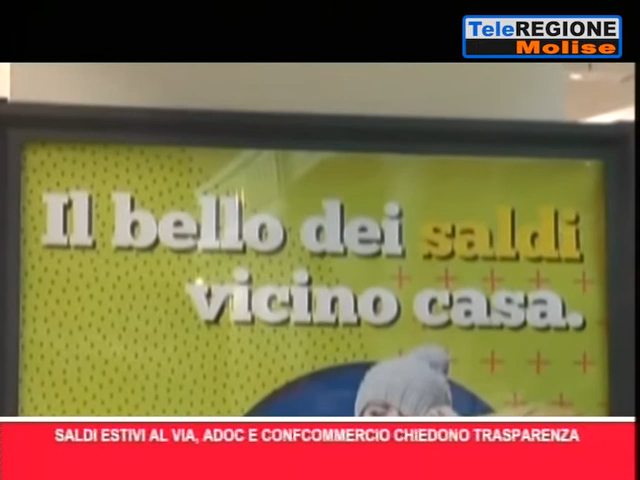 TeleREGIONE
Molise
Il bello dei saldi
vicino casa.
SALDI ESTIVI AL VIA, ADOC E CONFCOMMERCIO CHIEDONO TRASPARENZA